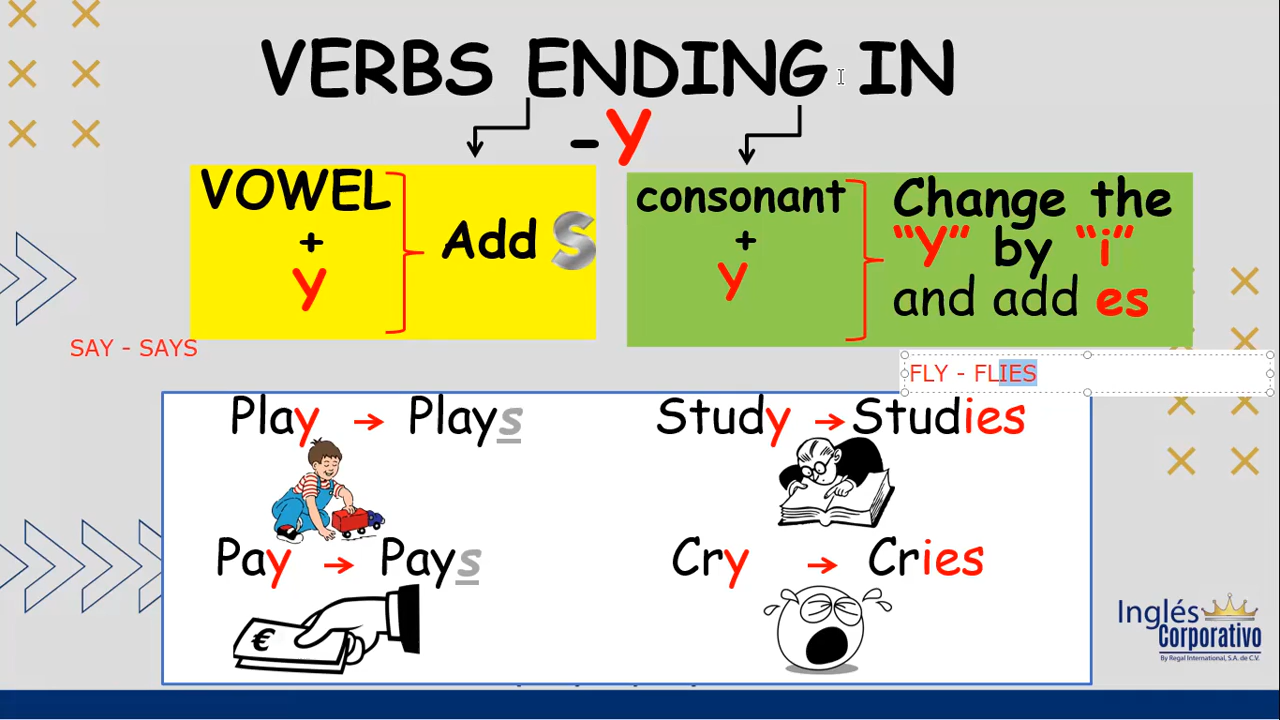 VERBS ENDING IN
-Y
VOWEL
+
Y
Add S
consonant
+
Y
Change the
“Y” by “i”
and add es
SAY - SAYS
FLY - FLIES
Play → Plays
Study → Studies
Pay → Pays
Cry → Cries
€
Inglés
Corporativo
By Regal International, S.A. de C.V.